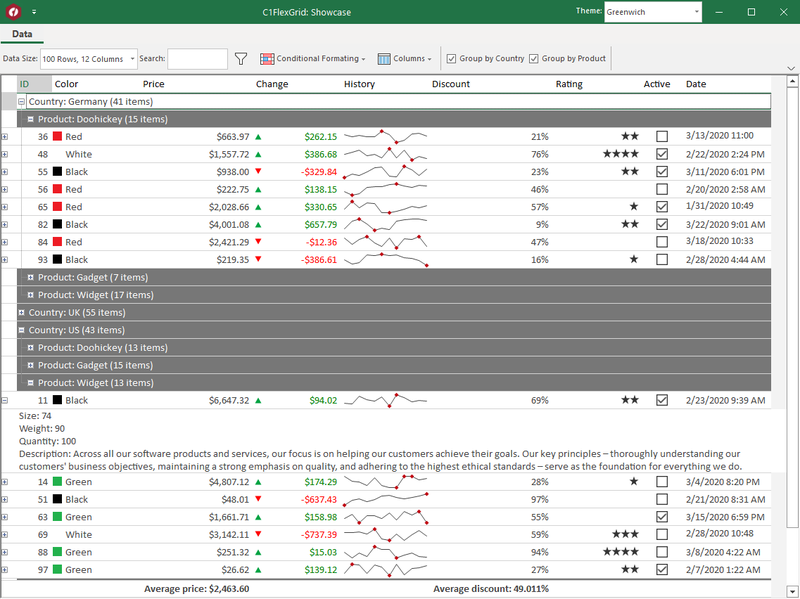 C1FlexGrid: Showcase Theme: Greenwich
Data
Data Size: 100 Rows, 12 Columns Search: Conditional Formating Columns Group by Country Group by Product
ID Color Price Change History Discount Rating Active Date
Country: Germany (41 items)
Product: Doohickey (15 items)
36 Red $663.97 $262.15 21% ★★ 3/13/2020 11:00
48 White $1,557.72 $386.68 76% ★★★★ 2/22/2020 2:24 PM
55 Black $938.00 -$329.84 23% ★★ 3/11/2020 6:01 PM
56 Red $222.75 $138.15 46% 2/20/2020 2:58 AM
65 Red $2,028.66 $330.65 57% ★ 1/31/2020 10:49
82 Black $4,001.08 $657.79 9% ★★ 3/22/2020 9:01 AM
84 Red $2,421.29 -$12.36 47% 3/18/2020 10:33
93 Black $219.35 -$386.61 16% ★ 2/28/2020 4:44 AM
Product: Gadget (7 items)
Product: Widget (17 items)
Country: UK (55 items)
Country: US (43 items)
Product: Doohickey (13 items)
Product: Gadget (15 items)
Product: Widget (13 items)
11 Black $6,647.32 $94.02 69% ★★ 2/23/2020 9:39 AM
Size: 74
Weight: 90
Quantity: 100
Description: Across all our software products and services, our focus is on helping our customers achieve their goals. Our key principles – thoroughly understanding our
customers' business objectives, maintaining a strong emphasis on quality, and adhering to the highest ethical standards – serve as the foundation for everything we do.
14 Green $4,807.12 $174.29 28% ★ 3/4/2020 8:20 PM
51 Black $48.01 -$637.43 97% 2/21/2020 8:31 AM
63 Green $1,661.71 $158.98 55% 3/15/2020 6:59 PM
69 White $3,142.11 -$737.39 59% ★★★ 2/28/2020 10:48
88 Green $251.32 $15.03 94% ★★★★ 3/8/2020 4:22 AM
97 Green $26.62 $139.12 27% ★★ 2/7/2020 1:22 AM
Average price: $2,463.60 Average discount: 49.011%